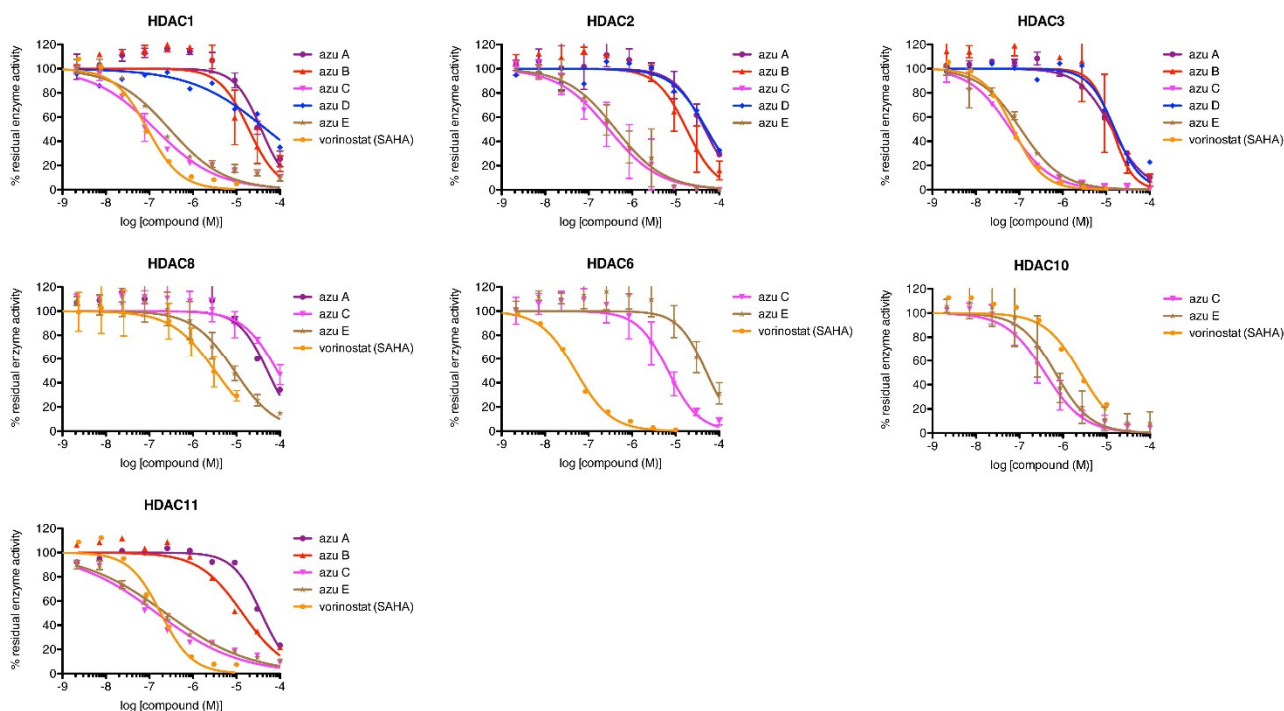 HDAC1
% residual enzyme activity
120
100
80
60
40
20
0
-9 -8 -7 -6 -5 -4
log [compound (M)]
azu A
azu B
azu C
azu D
azu E
vorinostat (SAHA)
HDAC2
% residual enzyme activity
120
100
80
60
40
20
0
-9 -8 -7 -6 -5 -4
log [compound (M)]
azu A
azu B
azu C
azu D
azu E
HDAC3
% residual enzyme activity
120
100
80
60
40
20
0
-9 -8 -7 -6 -5 -4
log [compound (M)]
azu A
azu B
azu C
azu D
azu E
vorinostat (SAHA)
HDAC8
% residual enzyme activity
120
100
80
60
40
20
0
-9 -8 -7 -6 -5 -4
log [compound (M)]
azu A
azu C
azu E
vorinostat (SAHA)
HDAC6
% residual enzyme activity
120
100
80
60
40
20
0
-9 -8 -7 -6 -5 -4
log [compound (M)]
azu C
azu E
vorinostat (SAHA)
HDAC10
% residual enzyme activity
120
100
80
60
40
20
0
-9 -8 -7 -6 -5 -4
log [compound (M)]
azu C
azu E
vorinostat (SAHA)
HDAC11
% residual enzyme activity
120
100
80
60
40
20
0
-9 -8 -7 -6 -5 -4
log [compound (M)]
azu A
azu B
azu C
azu E
vorinostat (SAHA)